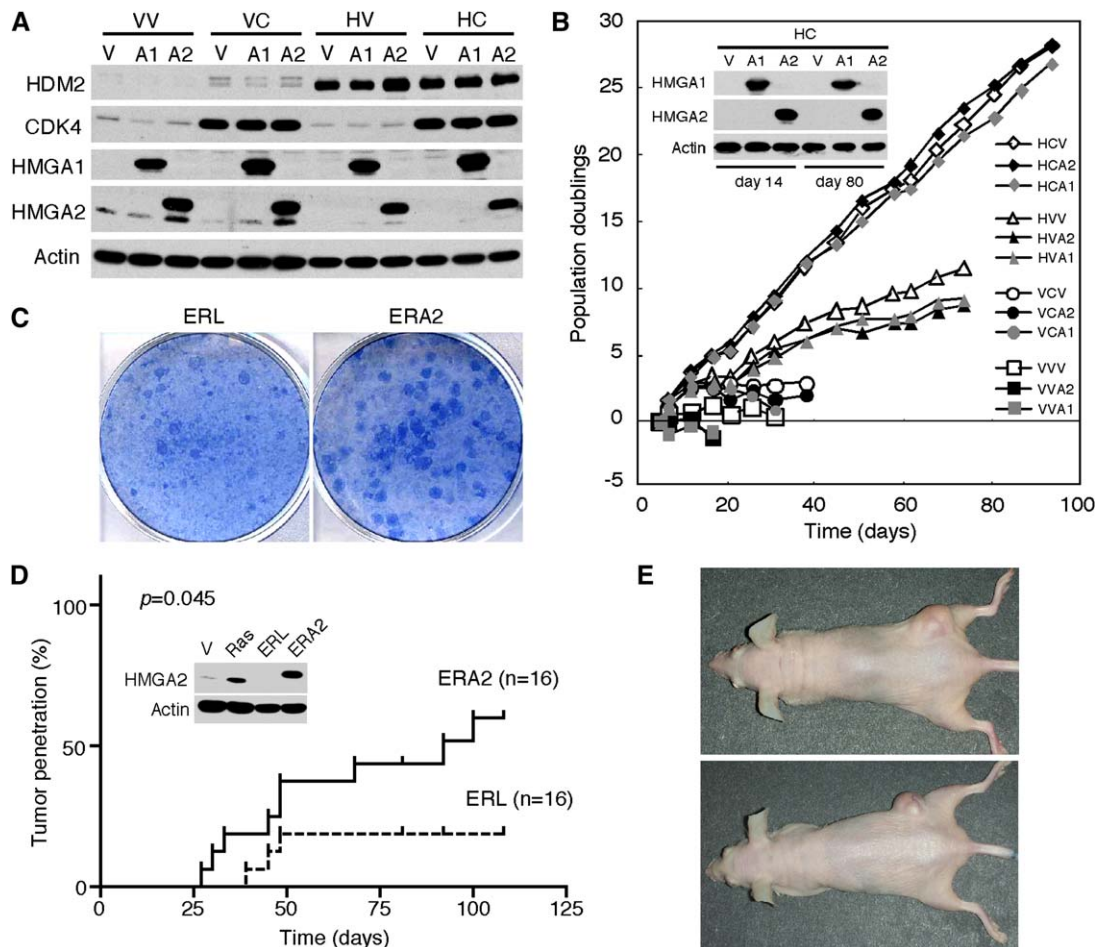 A
VV VC HV HC
V A1 A2 V A1 A2 V A1 A2 V A1 A2
HDM2
CDK4
HMGA1
HMGA2
Actin
B
Population doublings
30
25
20
15
10
5
0
-5
0 20 40 60 80 100
Time (days)
HC
V A1 A2 V A1 A2
HMGA1
HMGA2
Actin
day 14 day 80
HCV
HCA2
HCA1
HVV
HVA2
HVA1
VCV
VCA2
VCA1
VVV
VVA2
VVA1
C
ERL ERA2
D
Tumor penetration (%)
100
50
0
0 25 50 75 100 125
Time (days)
p=0.045
V Ras ERL ERA2
HMGA2
Actin
ERA2 (n=16)
ERL (n=16)
E